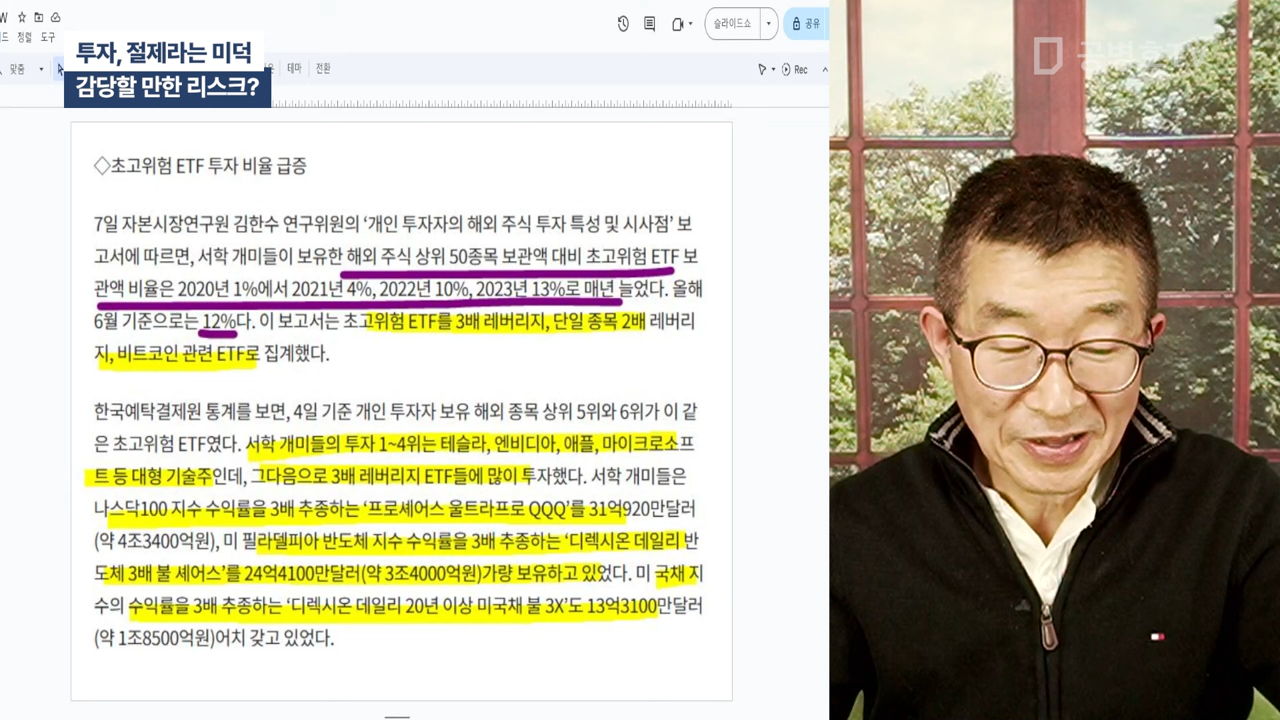 슬라이드쇼
공유
정렬 도구
투자, 절제라는 미덕
감당할 만한 리스크?
맞춤
테마
전환
Rec
공병호TV
◇초고위험 ETF 투자 비율 급증
7일 자본시장연구원 김한수 연구위원의 ‘개인 투자자의 해외 주식 투자 특성 및 시사점’ 보
고서에 따르면, 서학 개미들이 보유한 해외 주식 상위 50종목 보관액 대비 초고위험 ETF 보
관액 비율은 2020년 1%에서 2021년 4%, 2022년 10%, 2023년 13%로 매년 늘었다. 올해
6월 기준으로는 12%다. 이 보고서는 초고위험 ETF를 3배 레버리지, 단일 종목 2배 레버리
지, 비트코인 관련 ETF로 집계했다.
한국예탁결제원 통계를 보면, 4일 기준 개인 투자자 보유 해외 종목 상위 5위와 6위가 이 같
은 초고위험 ETF였다. 서학 개미들의 투자 1~4위는 테슬라, 엔비디아, 애플, 마이크로소프
트 등 대형 기술주인데, 그다음으로 3배 레버리지 ETF들에 많이 투자했다. 서학 개미들은
나스닥100 지수 수익률을 3배 추종하는 ‘프로셰어스 울트라프로 QQQ’를 31억920만달러
(약 4조3400억원), 미 필라델피아 반도체 지수 수익률을 3배 추종하는 ‘디렉시온 데일리 반
도체 3배 불 셰어스’를 24억4100만달러(약 3조4000억원)가량 보유하고 있었다. 미 국채 지
수의 수익률을 3배 추종하는 ‘디렉시온 데일리 20년 이상 미국채 불 3X’도 13억3100만달러
(약 1조8500억원)어치 갖고 있었다.